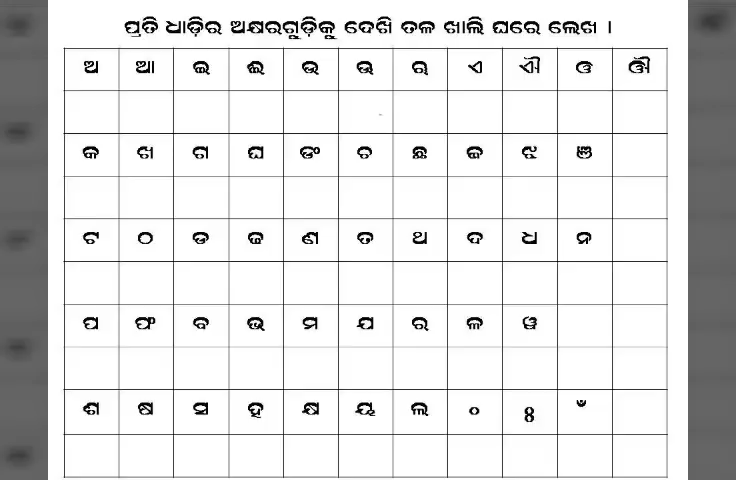 ପ୍ରତି ଧାଡ଼ିର ଅକ୍ଷରଗୁଡ଼ିକୁ ଦେଖି ତଳ ଖାଲି ଘରେ ଲେଖ ।
ଅ ଆ ଇ ଈ ଉ ଊ ଋ ଏ ଐ ଓ ଔ
କ ଖ ଗ ଘ ଙ ଚ ଛ ଜ ଝ ଞ
ଟ ଠ ଡ ଢ ଣ ତ ଥ ଦ ଧ ନ
ପ ଫ ବ ଭ ମ ଯ ର ଳ ୱ
ଶ ଷ ସ ହ କ୍ଷ ୟ ଲ ଂ ଃ ଁ